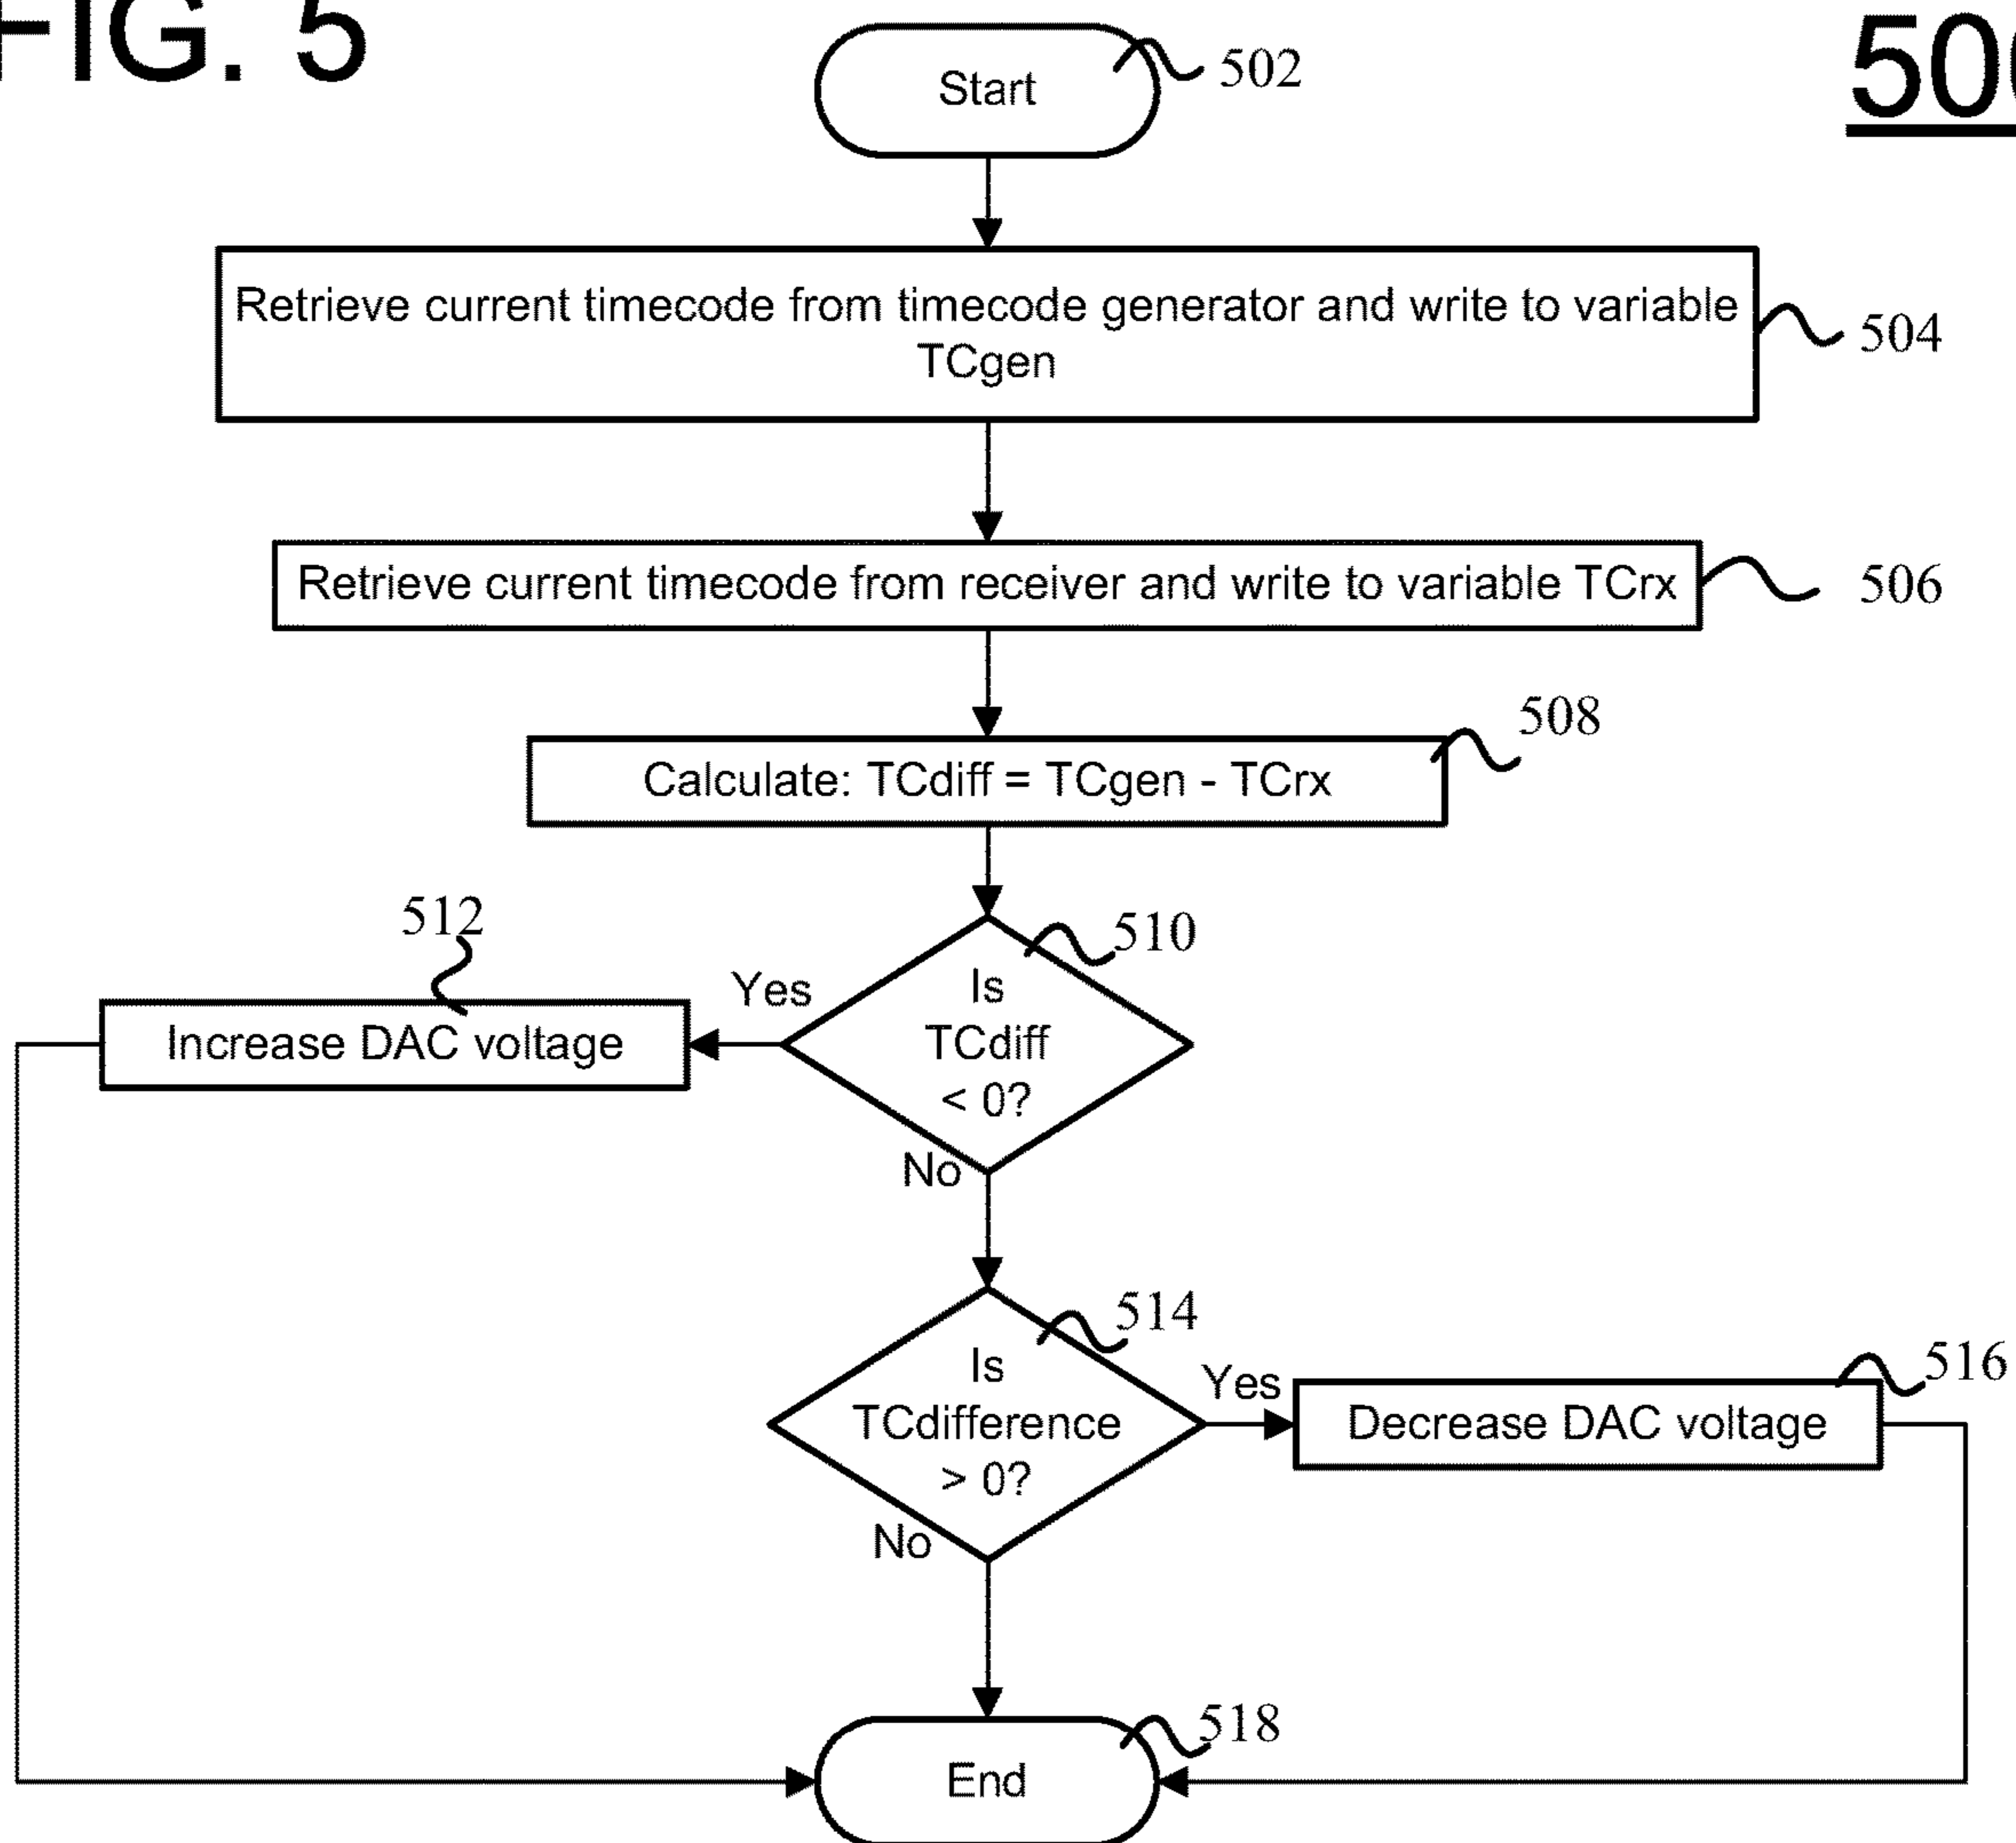 FIG. 5
500
Start
502
Retrieve current timecode from timecode generator and write to variable
TCgen
504
Retrieve current timecode from receiver and write to variable TCrx
506
508
Calculate: TCdiff = TCgen - TCrx
512
510
Yes
Is
TCdiff
< 0?
Increase DAC voltage
No
514
Is
TCdifference
> 0?
Yes
516
Decrease DAC voltage
No
518
End